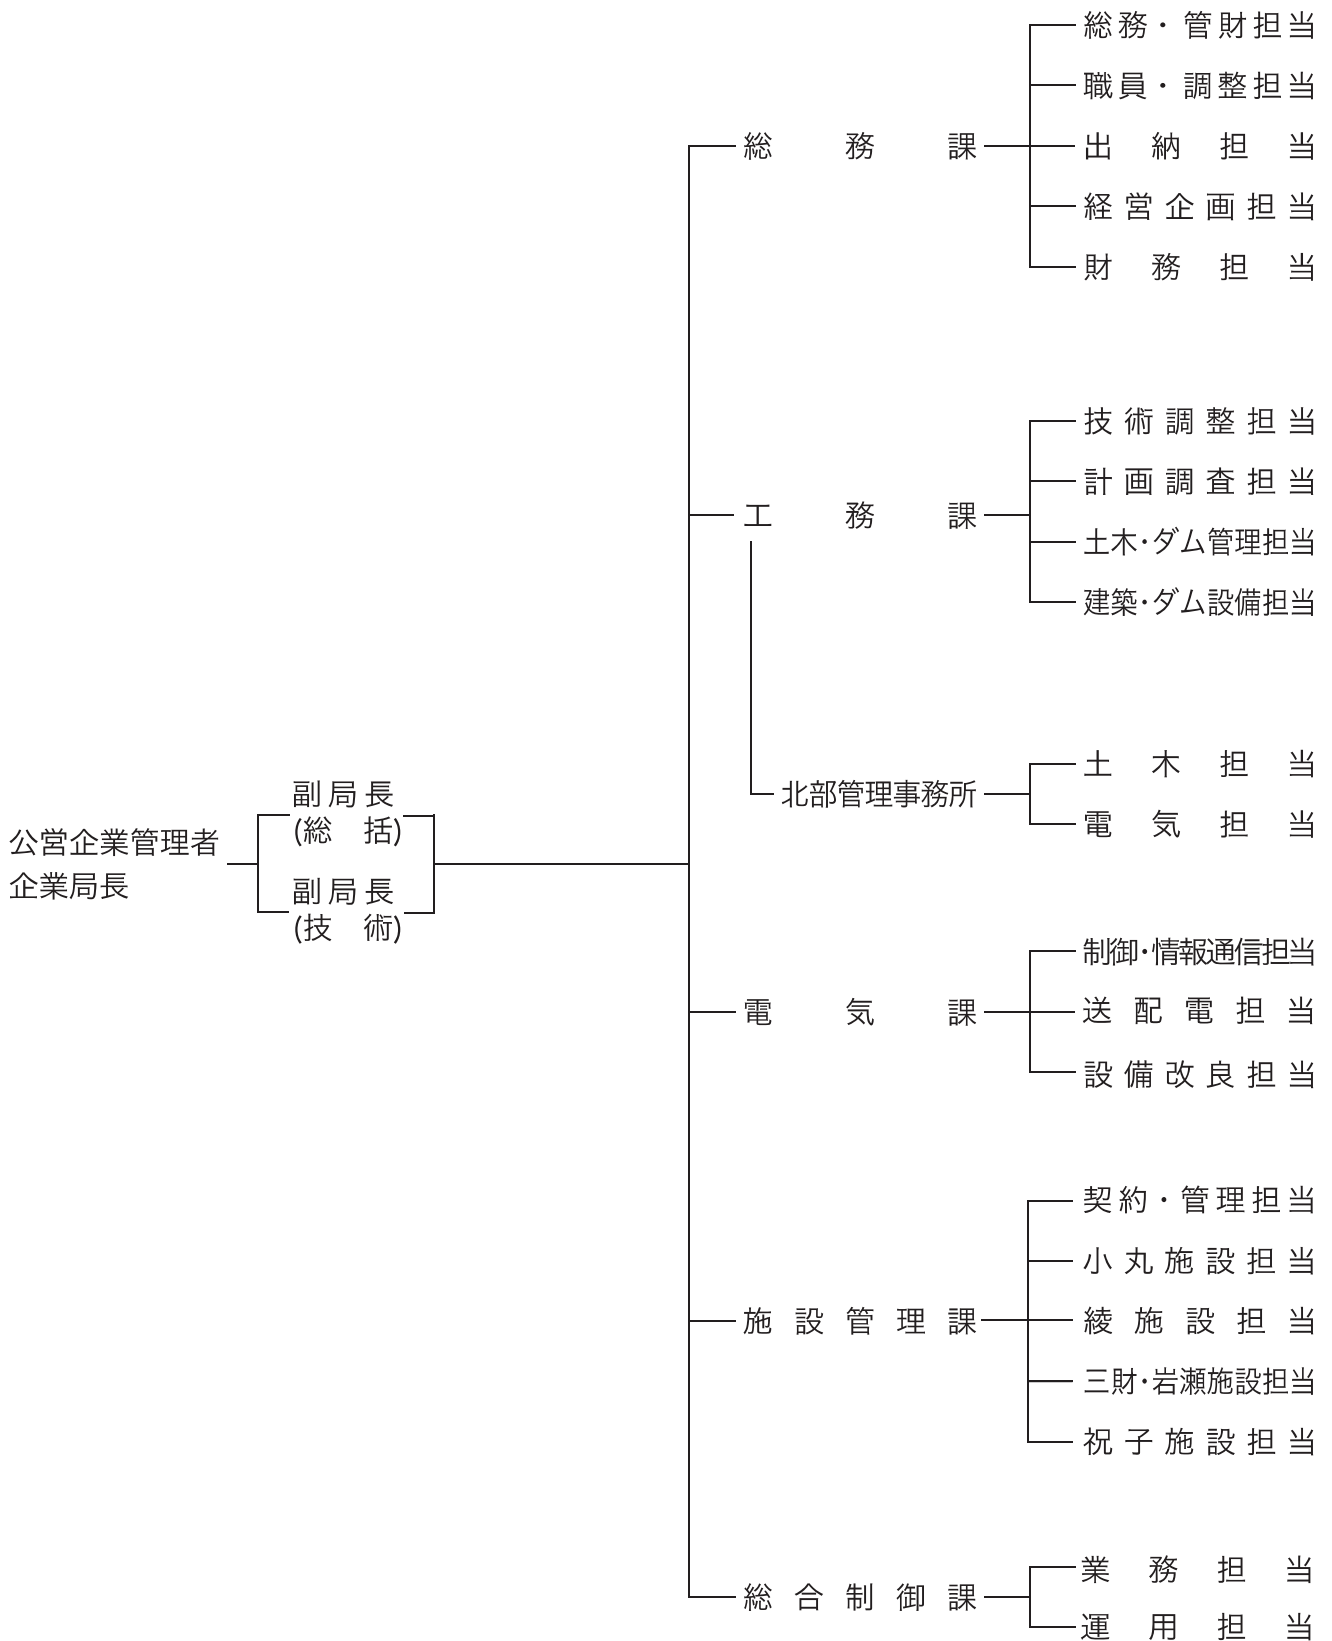 公営企業管理者
企業局長
副局長
(総　括)
副局長
(技　術)
総務課
総務・管財担当
職員・調整担当
出納担当
経営企画担当
財務担当
工務課
技術調整担当
計画調査担当
土木・ダム管理担当
建築・ダム設備担当
北部管理事務所
土木担当
電気担当
電気課
制御・情報通信担当
送配電担当
設備改良担当
施設管理課
契約・管理担当
小丸施設担当
綾施設担当
三財・岩瀬施設担当
祝子施設担当
総合制御課
業務担当
運用担当